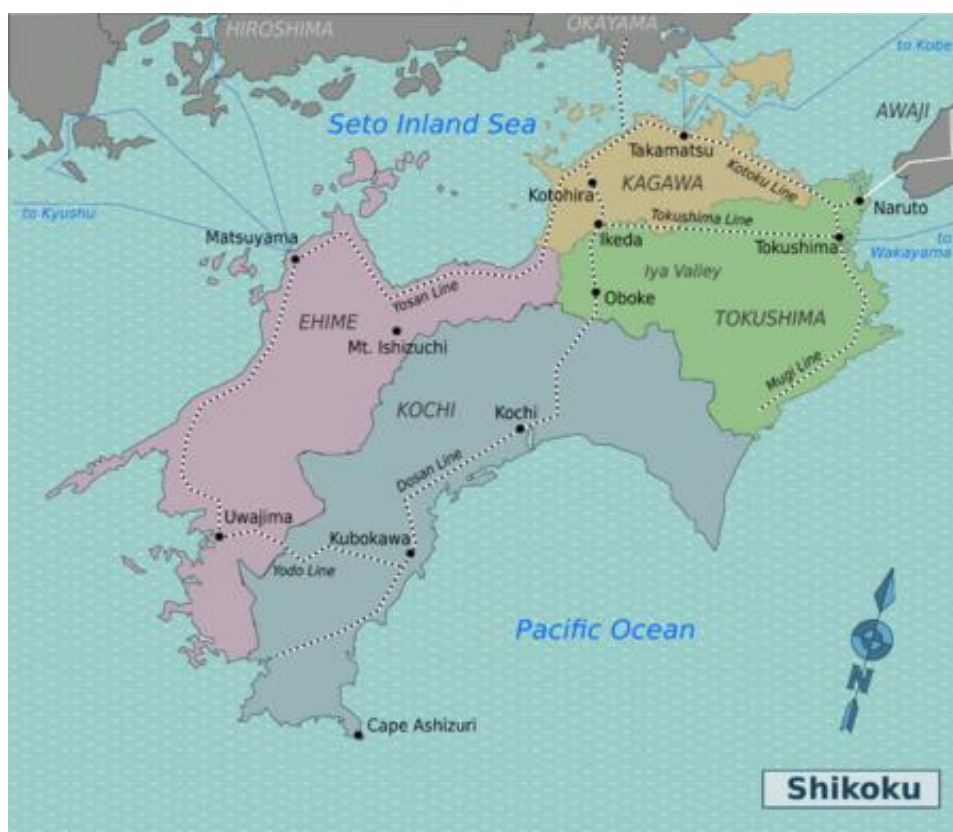 HIROSHIMA
OKAYAMA
to Kobe
Seto Inland Sea
AWAJI
Takamatsu
Kotohira
KAGAWA
Kotoku Line
to Kyushu
Naruto
Tokushima Line
Matsuyama
Ikeda
Tokushima
to
Wakayama
Iya Valley
Yosan Line
Oboke
EHIME
TOKUSHIMA
Mt. Ishizuchi
Mugi Line
KOCHI
Kochi
Dosan Line
Uwajima
Kubokawa
Yodo Line
Pacific Ocean
N
Cape Ashizuri
Shikoku